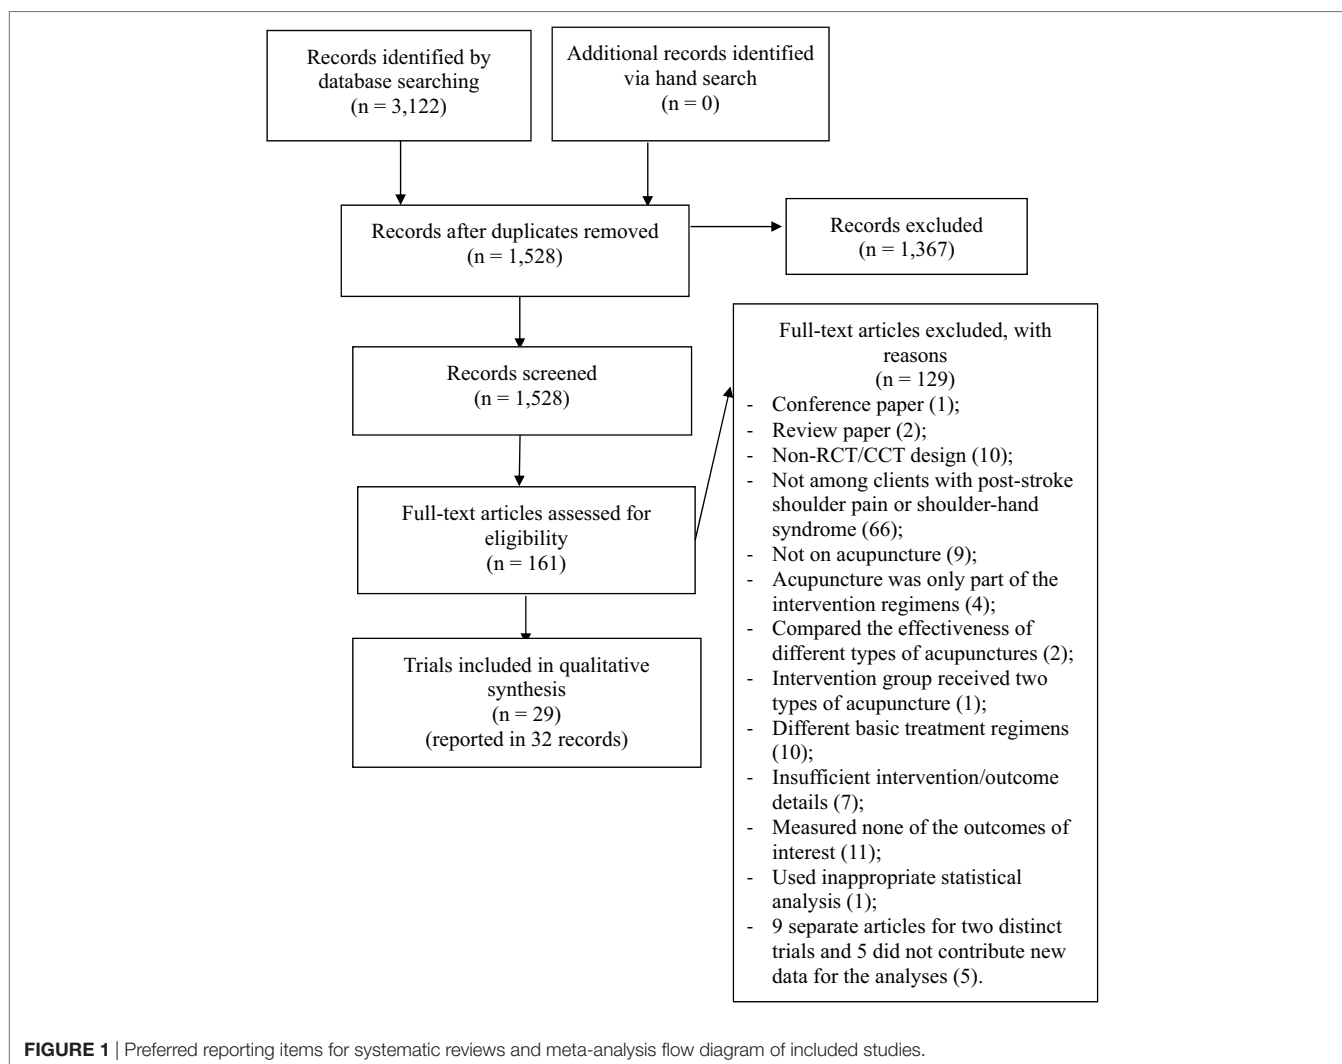 Records identified by
database searching
(n = 3,122)
Additional records identified
via hand search
(n = 0)
Records after duplicates removed
(n = 1,528)
Records excluded
(n = 1,367)
Records screened
(n = 1,528)
Full-text articles assessed for
eligibility
(n = 161)
Full-text articles excluded, with
reasons
(n = 129)
- Conference paper (1);
- Review paper (2);
- Non-RCT/CCT design (10);
- Not among clients with post-stroke
shoulder pain or shoulder-hand
syndrome (66);
- Not on acupuncture (9);
- Acupuncture was only part of the
intervention regimens (4);
- Compared the effectiveness of
different types of acupunctures (2);
- Intervention group received two
types of acupuncture (1);
- Different basic treatment regimens
(10);
- Insufficient intervention/outcome
details (7);
- Measured none of the outcomes of
interest (11);
- Used inappropriate statistical
analysis (1);
- 9 separate articles for two distinct
trials and 5 did not contribute new
data for the analyses (5).
Trials included in qualitative
synthesis
(n = 29)
(reported in 32 records)
FIGURE 1 | Preferred reporting items for systematic reviews and meta-analysis flow diagram of included studies.